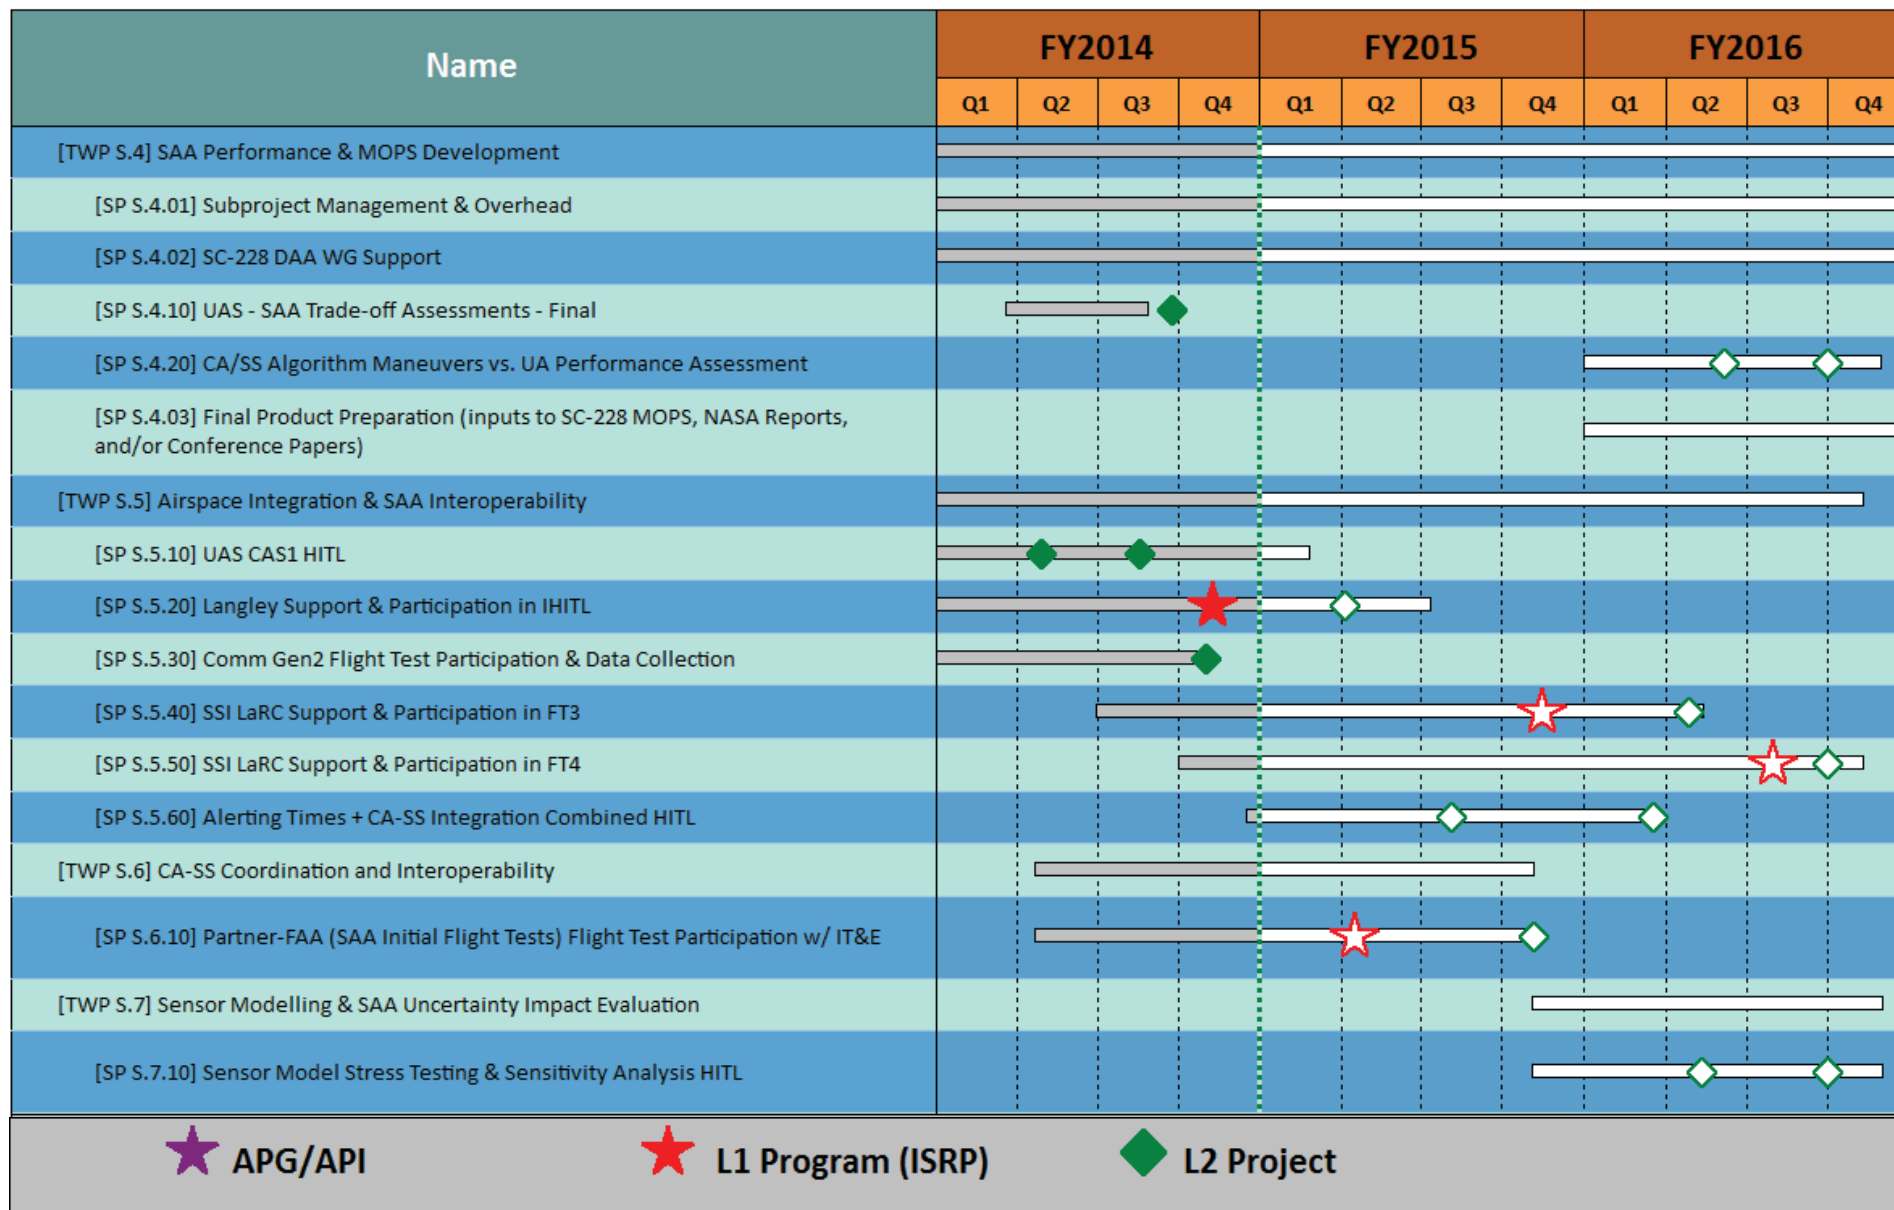 Name
FY2014 FY2015 FY2016
Q1 Q2 Q3 Q4 Q1 Q2 Q3 Q4 Q1 Q2 Q3 Q4
[TWP S.4] SAA Performance & MOPS Development
[SP S.4.01] Subproject Management & Overhead
[SP S.4.02] SC-228 DAA WG Support
[SP S.4.10] UAS - SAA Trade-off Assessments - Final
[SP S.4.20] CA/SS Algorithm Maneuvers vs. UA Performance Assessment
[SP S.4.03] Final Product Preparation (inputs to SC-228 MOPS, NASA Reports,
and/or Conference Papers)
[TWP S.5] Airspace Integration & SAA Interoperability
[SP S.5.10] UAS CAS1 HITL
[SP S.5.20] Langley Support & Participation in IHITL
[SP S.5.30] Comm Gen2 Flight Test Participation & Data Collection
[SP S.5.40] SSI LaRC Support & Participation in FT3
[SP S.5.50] SSI LaRC Support & Participation in FT4
[SP S.5.60] Alerting Times + CA-SS Integration Combined HITL
[TWP S.6] CA-SS Coordination and Interoperability
[SP S.6.10] Partner-FAA (SAA Initial Flight Tests) Flight Test Participation w/ IT&E
[TWP S.7] Sensor Modelling & SAA Uncertainty Impact Evaluation
[SP S.7.10] Sensor Model Stress Testing & Sensitivity Analysis HITL
APG/API L1 Program (ISRP) L2 Project